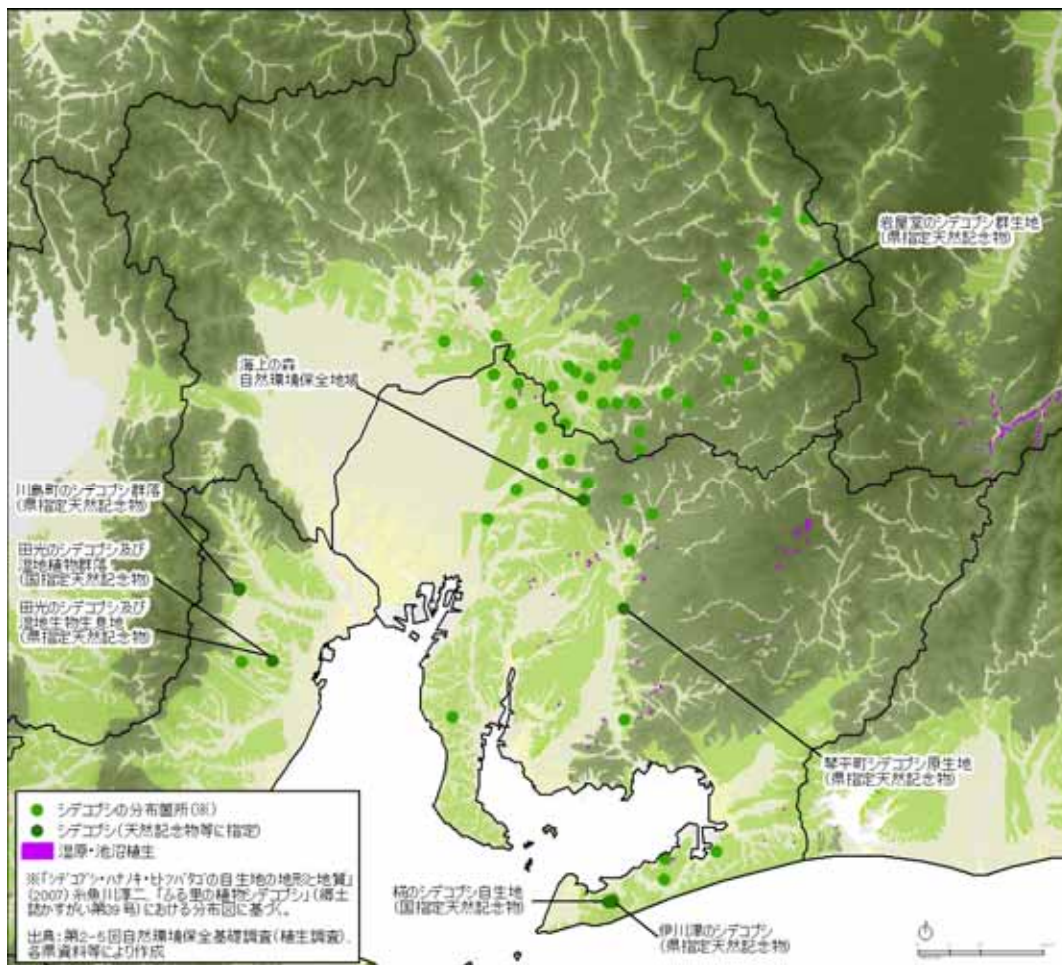 岩屋堂のシデコブシ群生地
(県指定天然記念物)
海上の森
自然環境保全地域
川島町のシデコブシ群落
(県指定天然記念物)
田光のシデコブシ及び
湿地植物群落
(国指定天然記念物)
田光のシデコブシ及び
湿地生物生息地
(県指定天然記念物)
琴平町シデコブシ原生地
(県指定天然記念物)
椛のシデコブシ自生地
(国指定天然記念物)
伊川津のシデコブシ
(県指定天然記念物)
シデコブシの分布箇所(※)
シデコブシ(天然記念物等に指定)
湿原・池沼植生
※「シデコブシ・ハナノキ・ヒトツバタゴの自生地の地形と地質」
(2007)糸魚川淳二、「ふる里の植物シデコブシ」(郷土
誌かすがい第39号)における分布図に基づく。
出典:第2-5回自然環境保全基礎調査(植生調査)、
各県資料等により作成